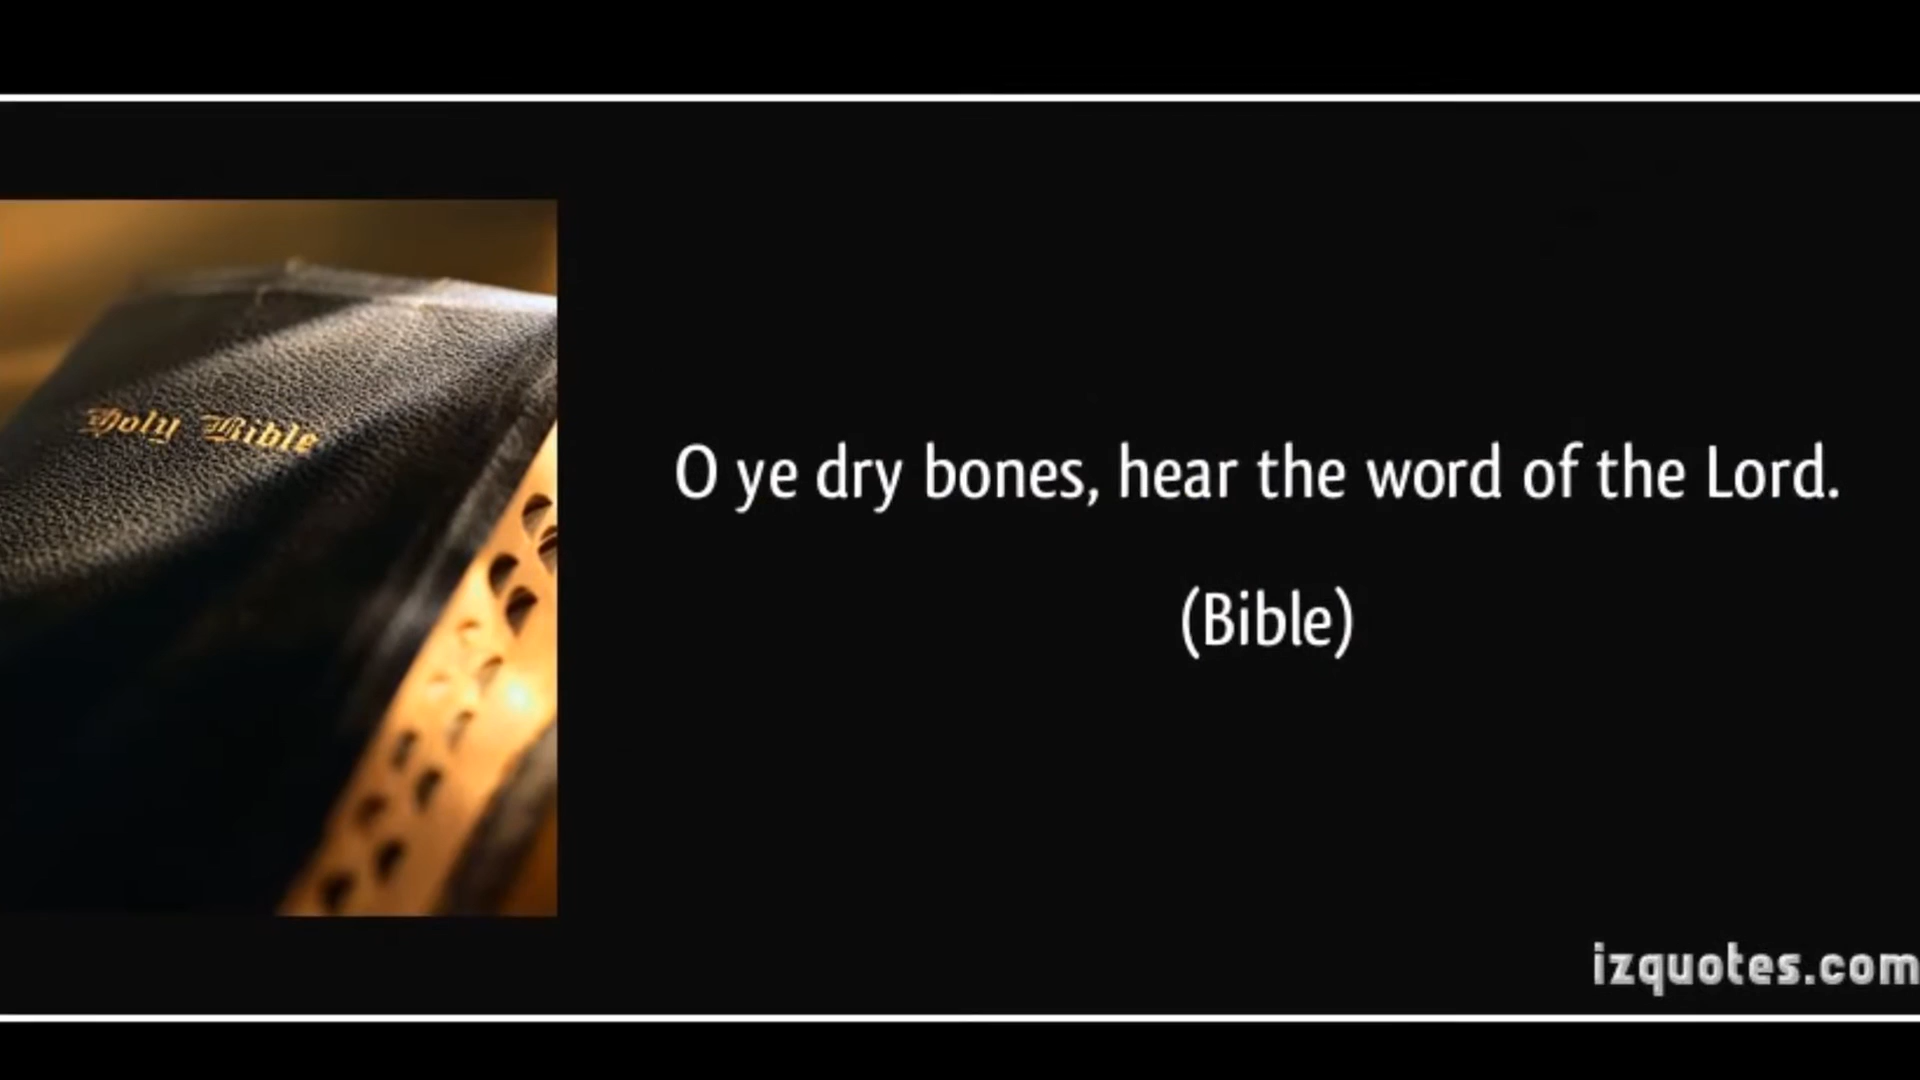 Holy Bible
O ye dry bones, hear the word of the Lord.
(Bible)
izquotes.com